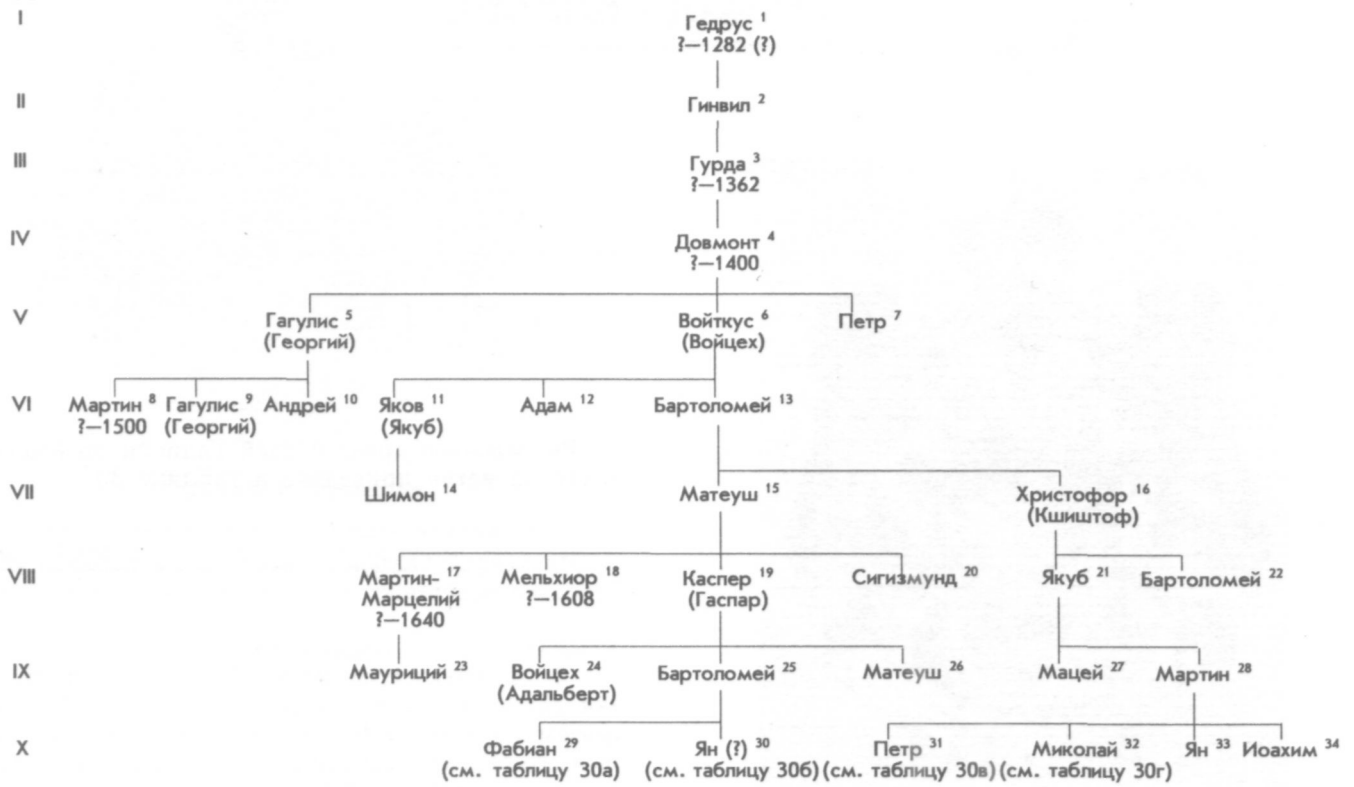 I
Гедрус 1
?—1282 (?)
II
Гинвил 2
III
Гурда 3
?—1362
IV
Довмонт 4
?—1400
V
Гагулис 5 Войткус 6 Петр 7
(Георгий) (Войцех)
VI
Мартин 8 Гагулис 9 Андрей 10 Яков 11 Адам 12 Бартоломей 13
?—1500 (Георгий) (Якуб)
VII
Шимон 14 Матеуш 15 Христофор 16
(Кшиштоф)
VIII
Мартин- 17 Мельхиор 18 Каспер 19 Сигизмунд 20 Якуб 21 Бартоломей 22
Марцелий ?—1608 (Гаспар)
?—1640
IX
Мауриций 23 Войцех 24 Бартоломей 25 Матеуш 26 Мацей 27 Мартин 28
(Адальберт)
X
Фабиан 29 Ян (?) 30 Петр 31 Миколай 32 Ян 33 Иоахим 34
(см. таблицу 30а) (см. таблицу 30б) (см. таблицу 30в) (см. таблицу 30г)